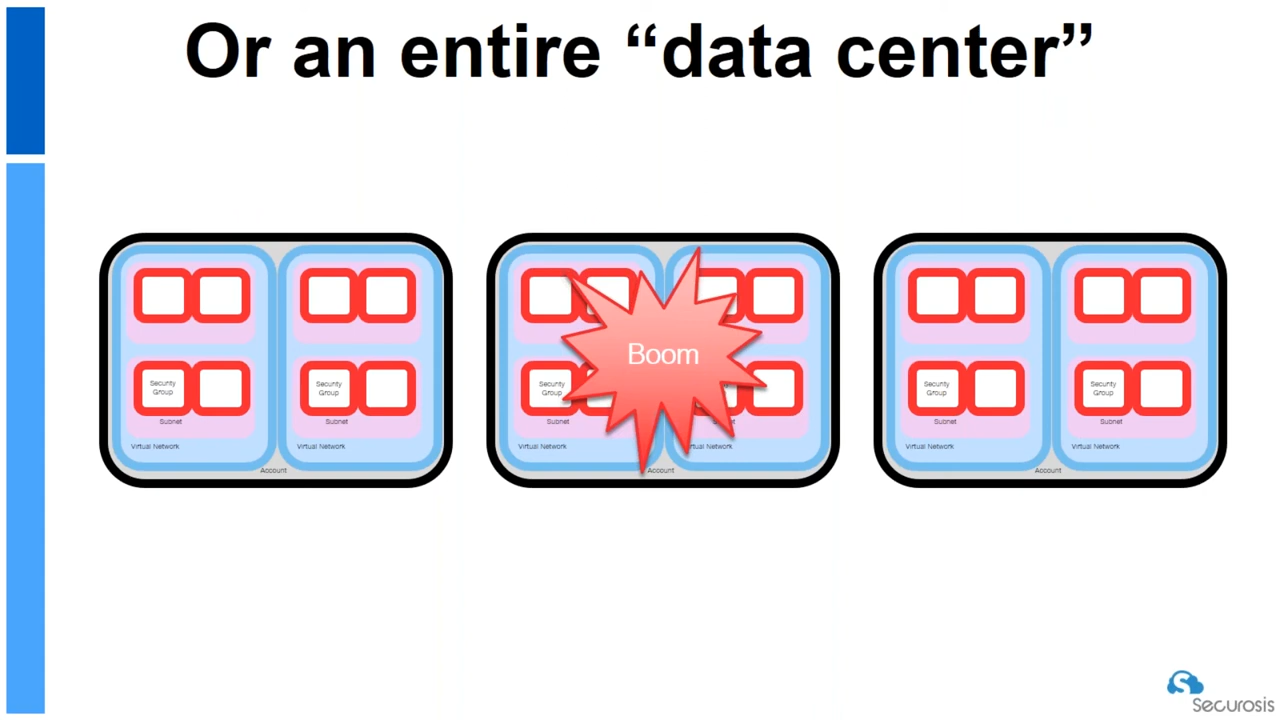 Or an entire “data center”
Security
Group
Security
Group
Subnet
Subnet
Virtual Network
Virtual Network
Account
Boom
Security
Group
Subnet
Virtual Network
Account
Security
Group
Security
Group
Subnet
Subnet
Virtual Network
Virtual Network
Account
Securosis